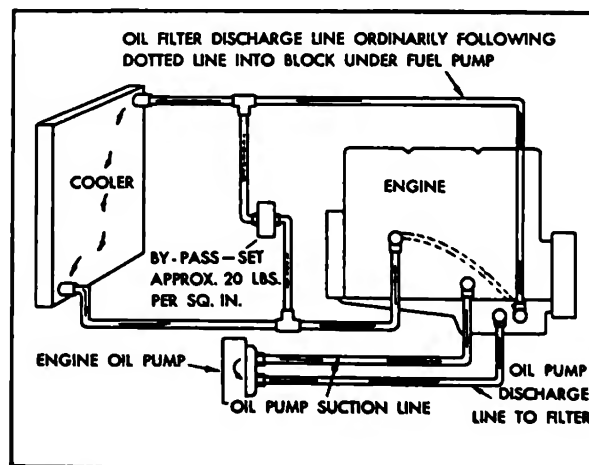 OIL FILTER DISCHARGE LINE ORDINARILY FOLLOWING
DOTTED LINE INTO BLOCK UNDER FUEL PUMP
COOLER
ENGINE
BY-PASS—SET
APPROX. 20 LBS.
PER SQ. IN.
ENGINE OIL PUMP
OIL PUMP SUCTION LINE
OIL PUMP
DISCHARGE
LINE TO FILTER